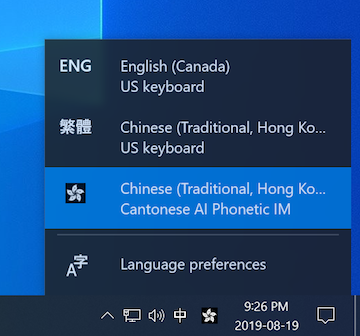 ENG English (Canada)
US keyboard
繁體 Chinese (Traditional, Hong Ko...
US keyboard
Chinese (Traditional, Hong Ko...
Cantonese AI Phonetic IM
A字 Language preferences
中 9:26 PM
2019-08-19